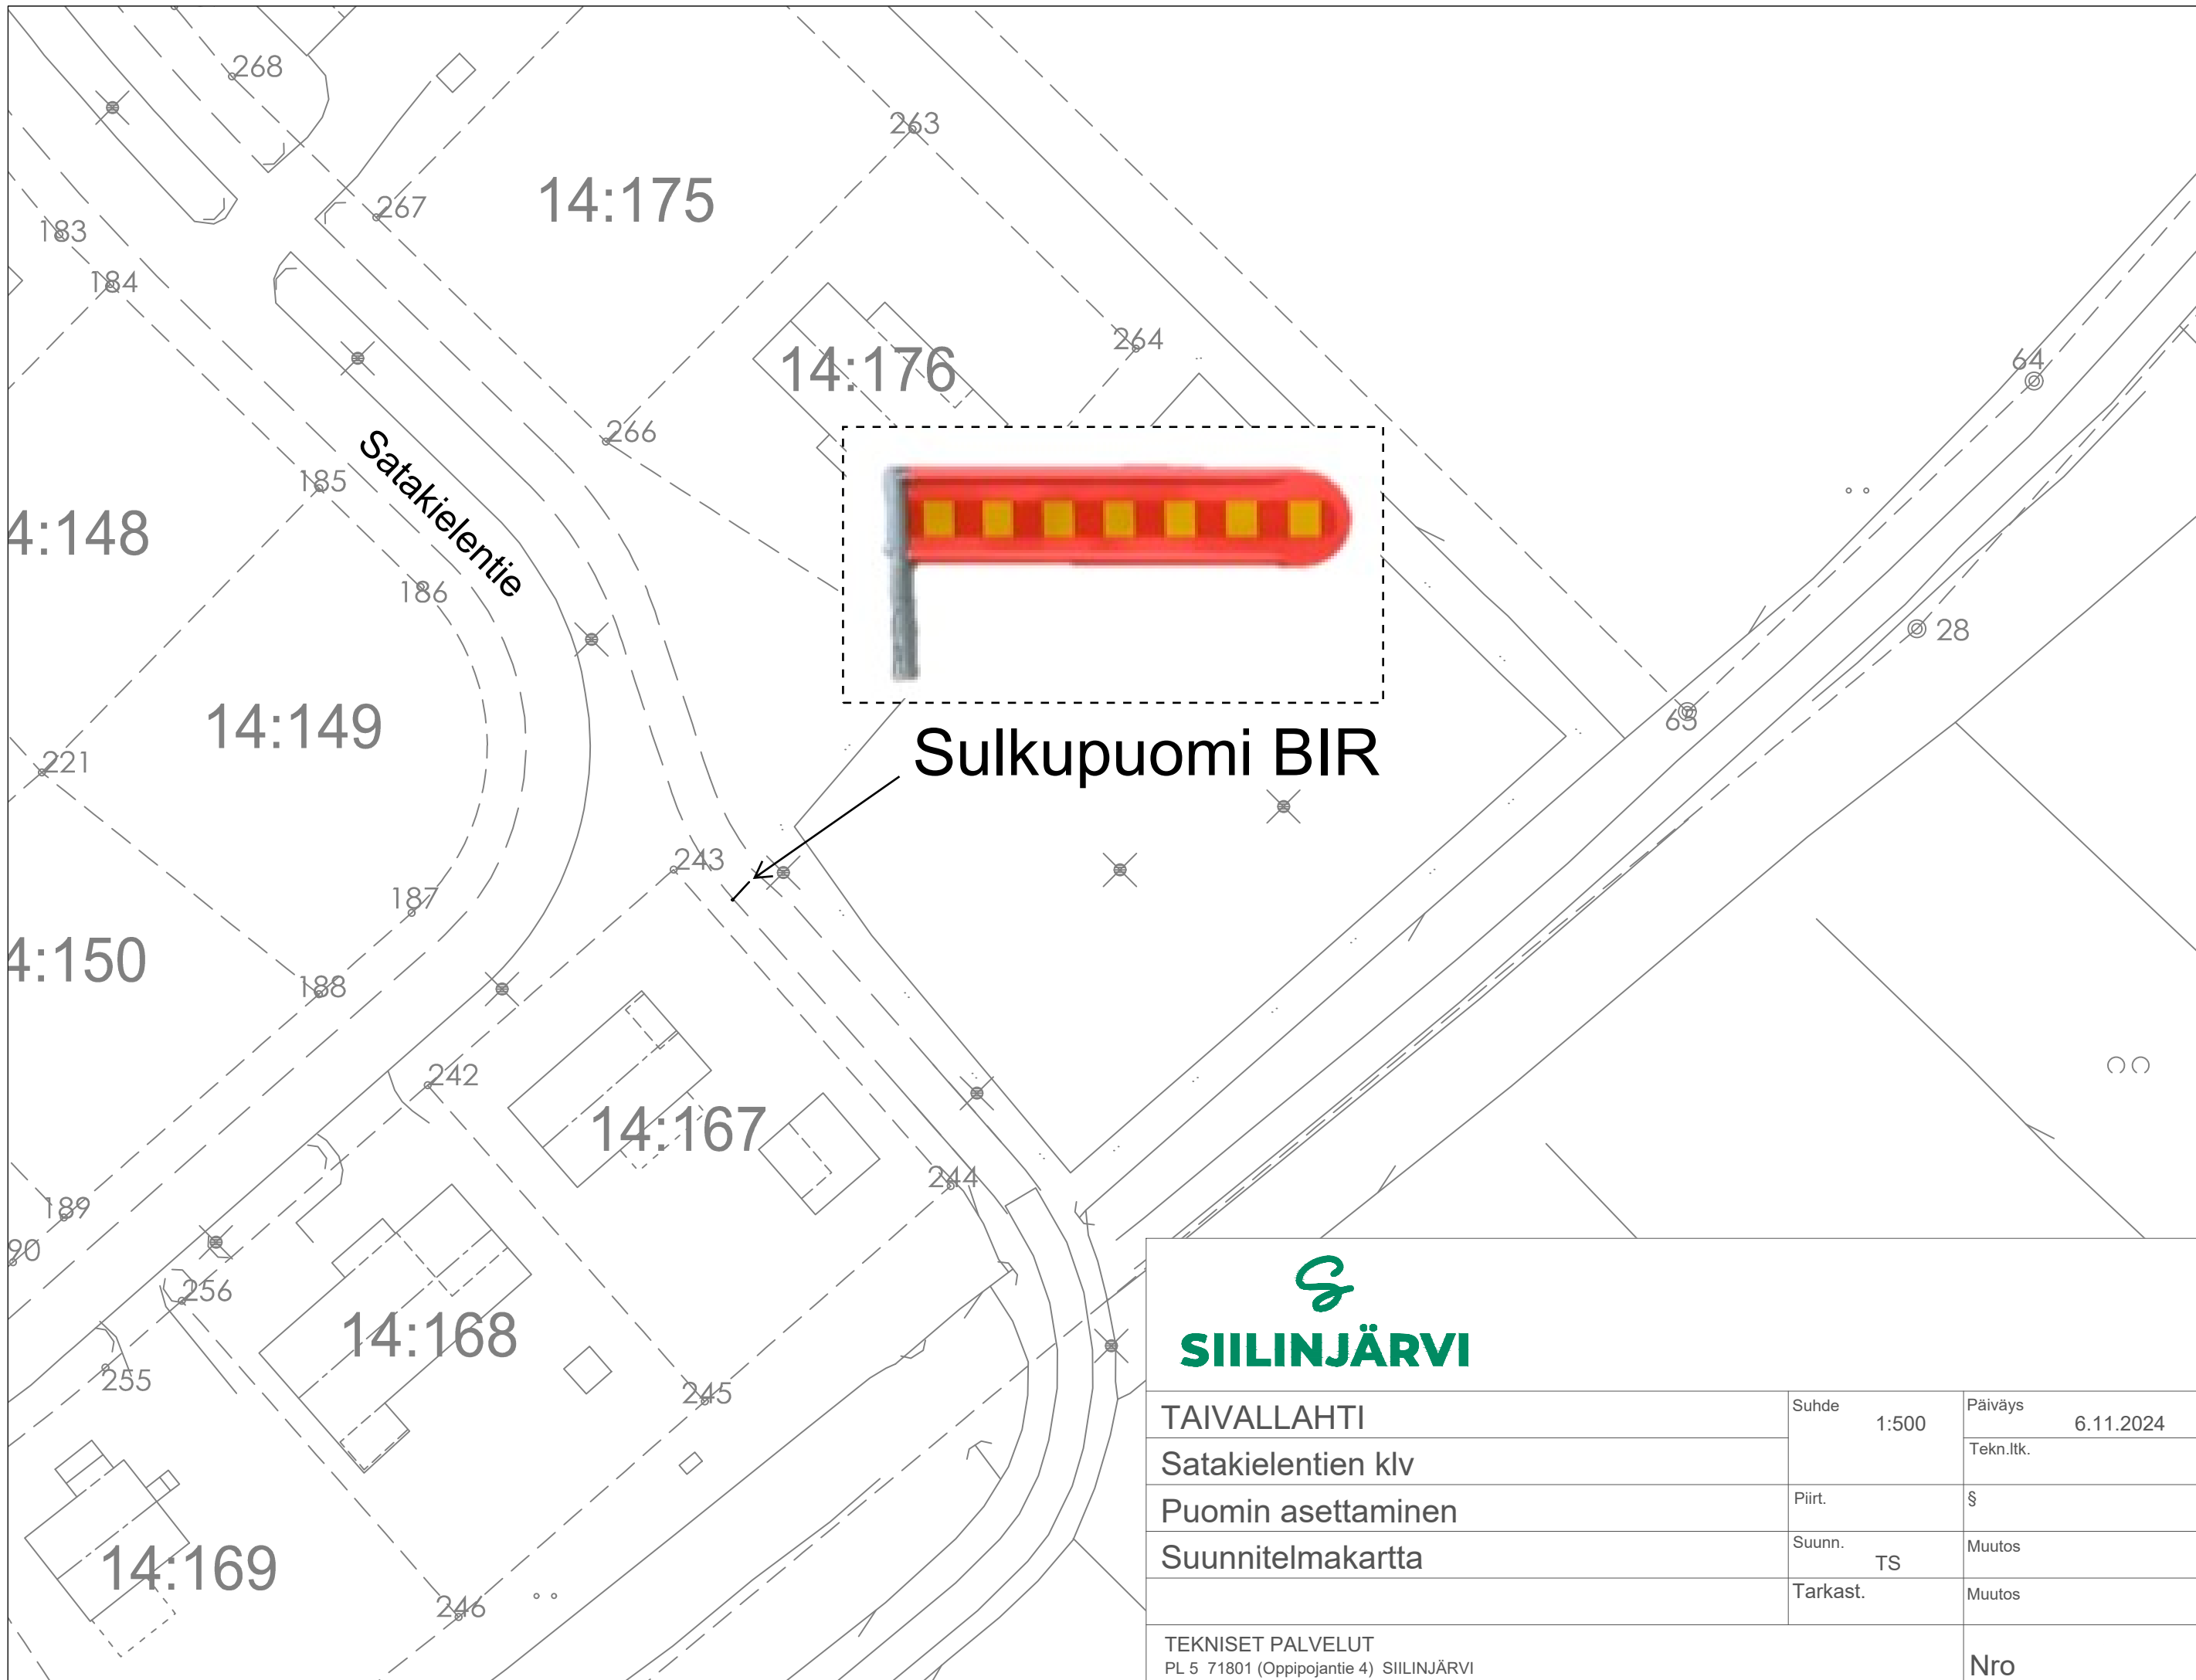 268
263
267
14:175
183
184
264
14:176
64
266
Satakielentie
185
4:148
186
28
14:149
63
Sulkupuomi BIR
221
243
187
4:150
188
242
14:167
244
189
90
256
14:168
255
245
14:169
246
SIILINJÄRVI
TAIVALLAHTI
Suhde
1:500
Päiväys
6.11.2024
Satakielentien klv
Tekn.ltk.
Puomin asettaminen
Piirt.
§
Suunnitelmakartta
Suunn.
TS
Muutos
Tarkast.
Muutos
TEKNISET PALVELUT
PL 5 71801 (Oppipojantie 4) SIILINJÄRVI
Nro